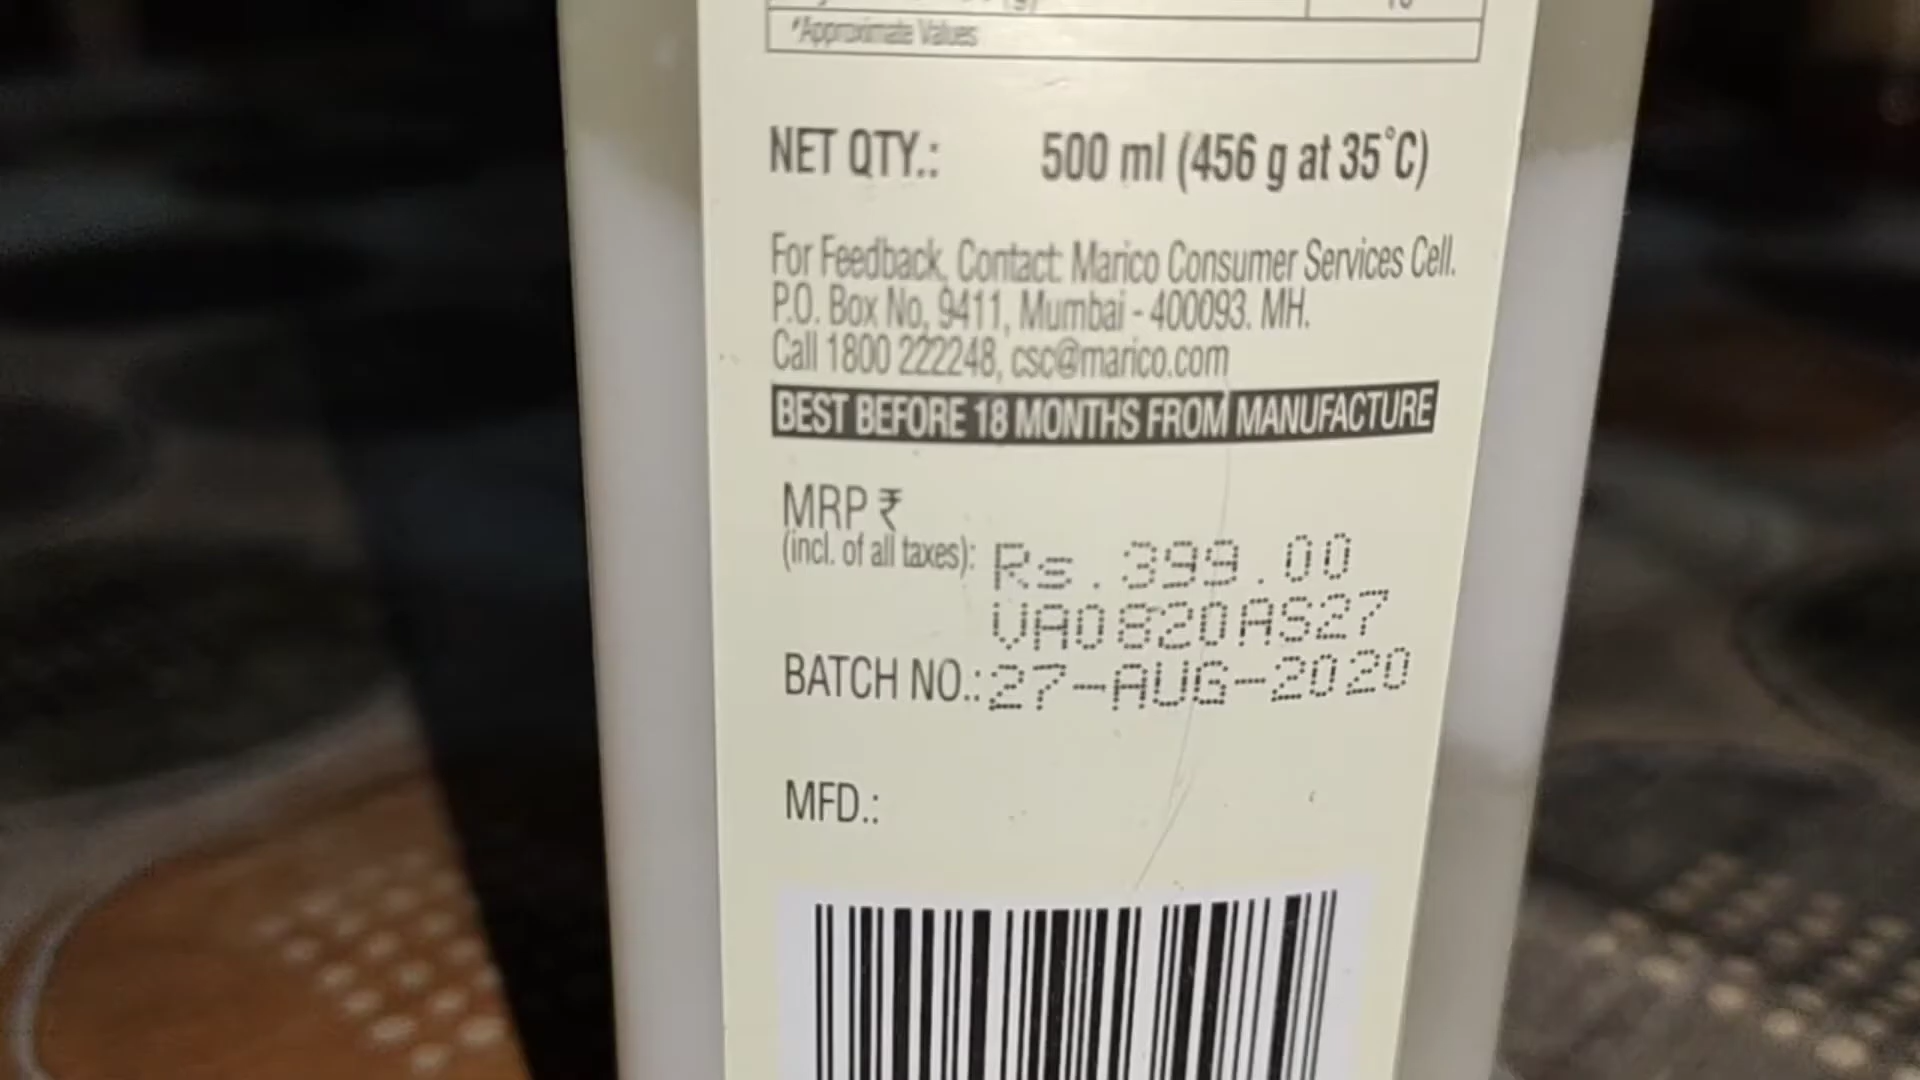 *Approximate Values
NET QTY.: 500 ml (456 g at 35°C)
For Feedback, Contact: Marico Consumer Services Cell.
P.O. Box No, 9411, Mumbai - 400093. MH.
Call 1800 222248, csc@marico.com
BEST BEFORE 18 MONTHS FROM MANUFACTURE
MRP ₹
(incl. of all taxes): Rs.399.00
VA0820AS27
BATCH NO.: 27-AUG-2020
MFD.: